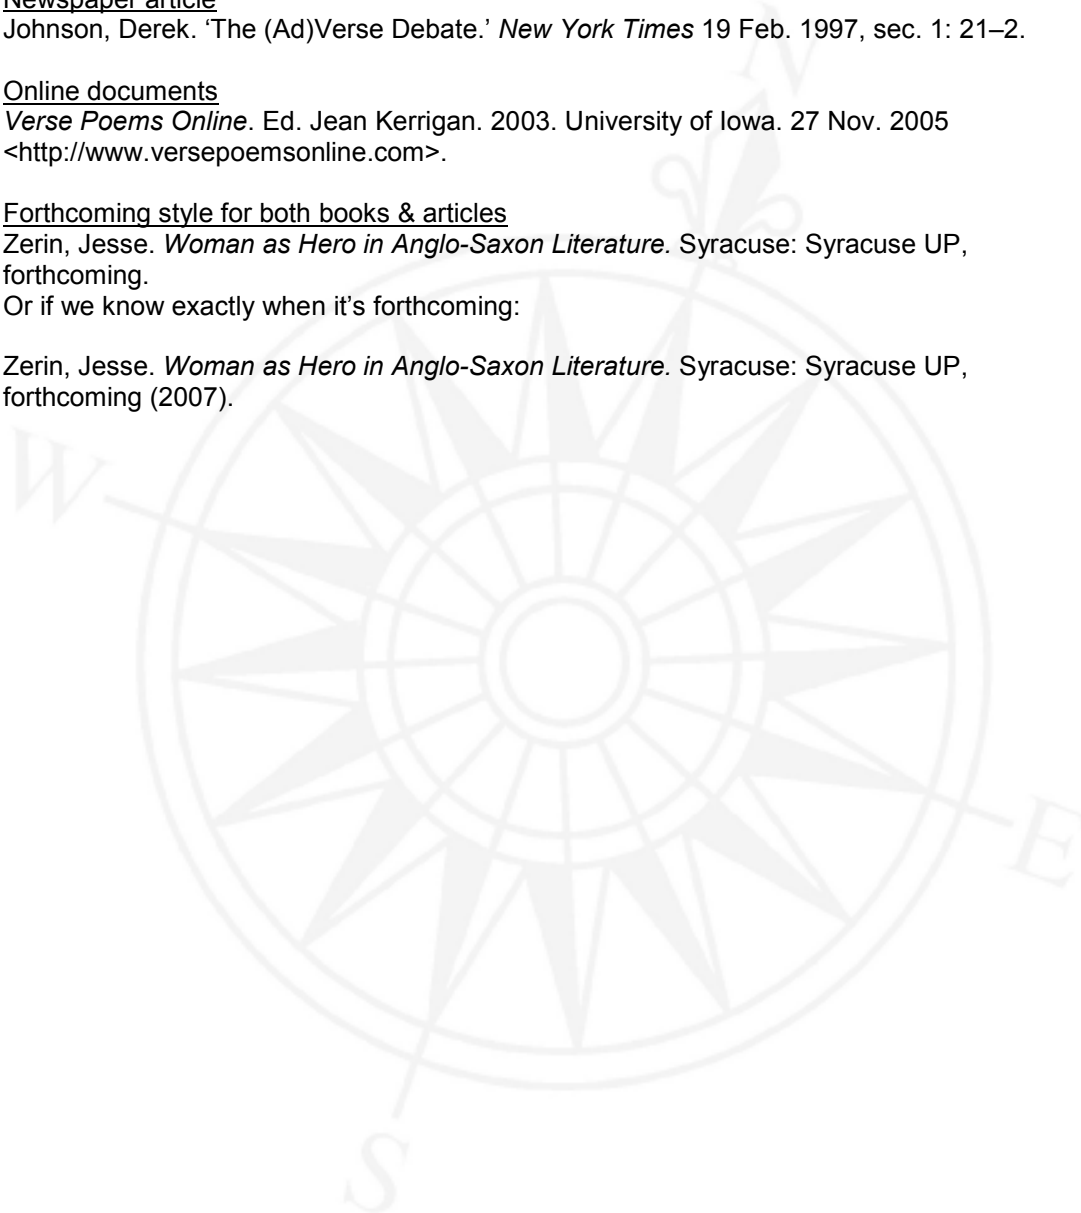 Newspaper article
Johnson, Derek. ‘The (Ad)Verse Debate.’ New York Times 19 Feb. 1997, sec. 1: 21–2.
Online documents
Verse Poems Online. Ed. Jean Kerrigan. 2003. University of Iowa. 27 Nov. 2005
<http://www.versepoemsonline.com>.
Forthcoming style for both books & articles
Zerin, Jesse. Woman as Hero in Anglo-Saxon Literature. Syracuse: Syracuse UP,
forthcoming.
Or if we know exactly when it’s forthcoming:
Zerin, Jesse. Woman as Hero in Anglo-Saxon Literature. Syracuse: Syracuse UP,
forthcoming (2007).
N
W
E
S